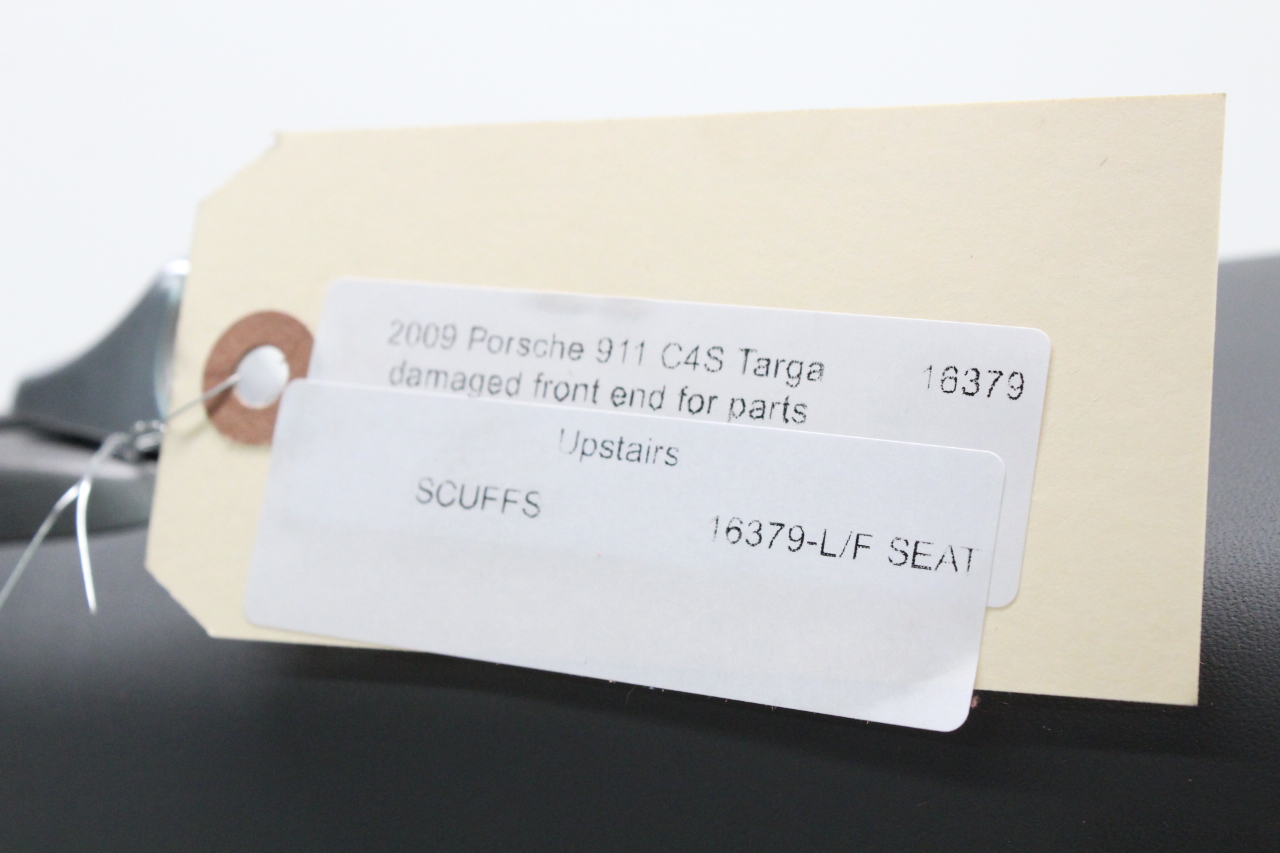 2009 Porsche 911 C4S Targa 16379
damaged front end for parts
Upstairs
SCUFFS
16379-L/F SEAT